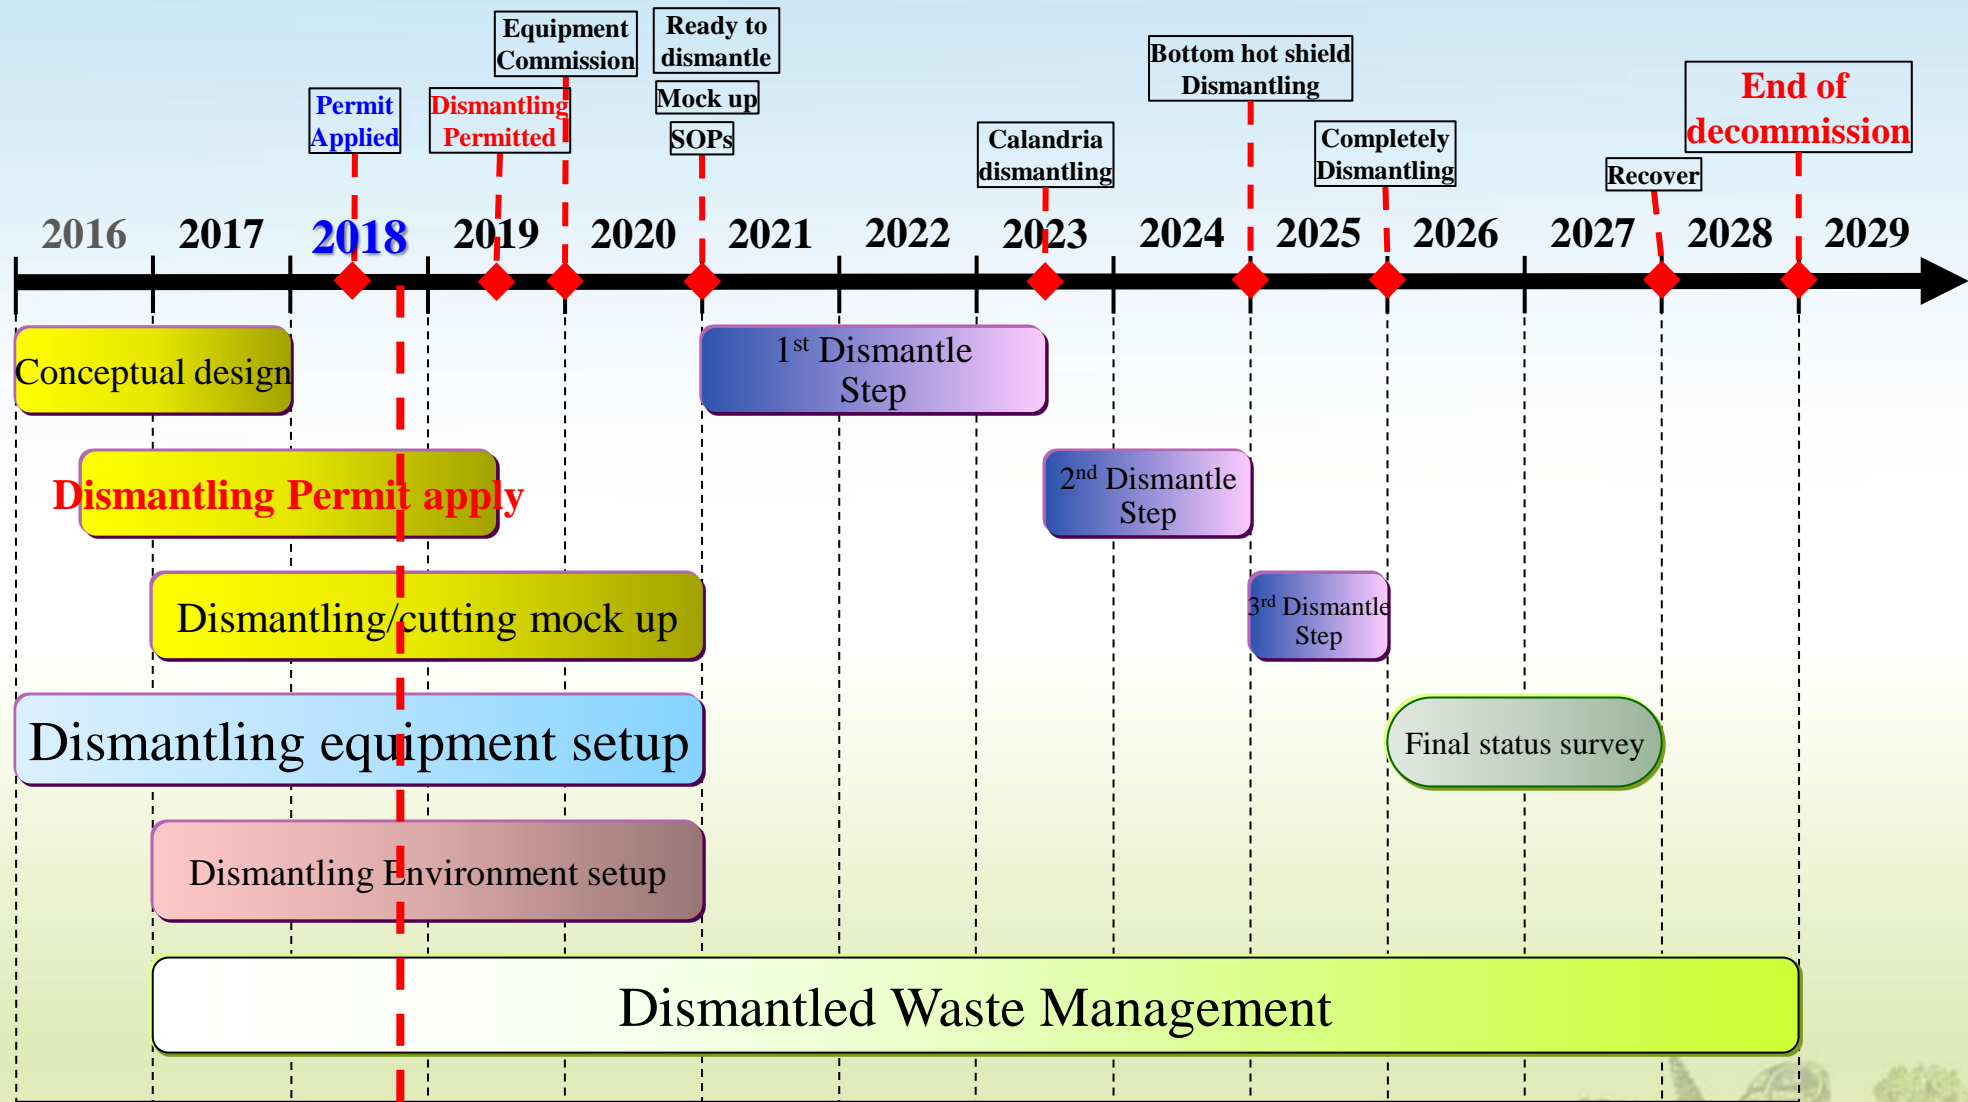 Equipment
Commission
Ready to
dismantle
Mock up
SOPs
Permit
Applied
Dismantling
Permitted
Calandria
dismantling
Bottom hot shield
Dismantling
Completely
Dismantling
Recover
End of
decommission
2016 2017 2018 2019 2020 2021 2022 2023 2024 2025 2026 2027 2028 2029
Conceptual design
1st Dismantle
Step
Dismantling Permit apply
2nd Dismantle
Step
Dismantling/cutting mock up
3rd Dismantle
Step
Dismantling equipment setup
Final status survey
Dismantling Environment setup
Dismantled Waste Management